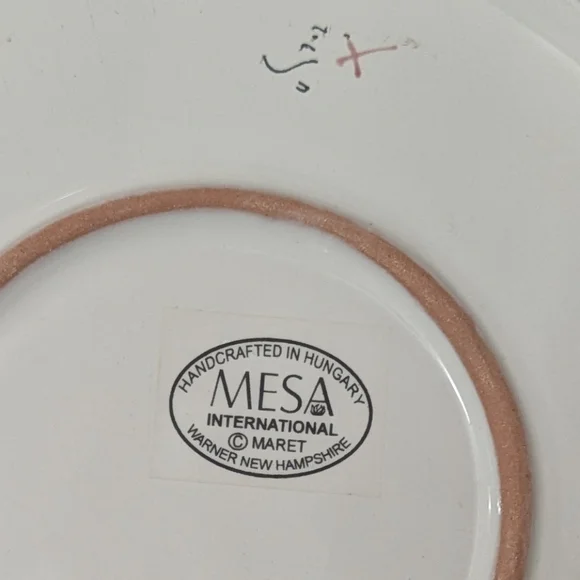 HANDCRAFTED IN HUNGARY
MESA
INTERNATIONAL
© MARET
WARNER NEW HAMPSHIRE